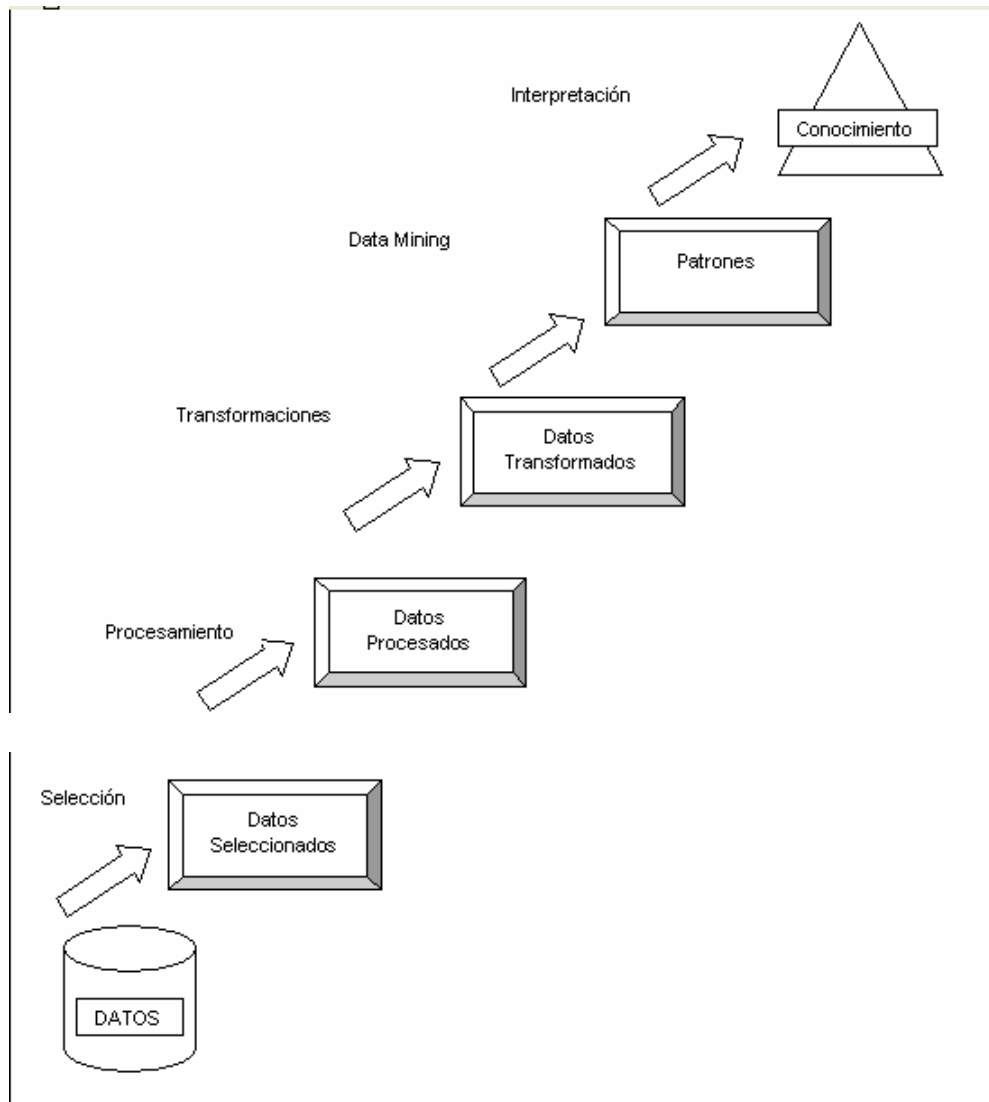 Interpretación
Conocimiento
Data Mining
Patrones
Transformaciones
Datos
Transformados
Procesamiento
Datos
Procesados
Selección
Datos
Seleccionados
DATOS